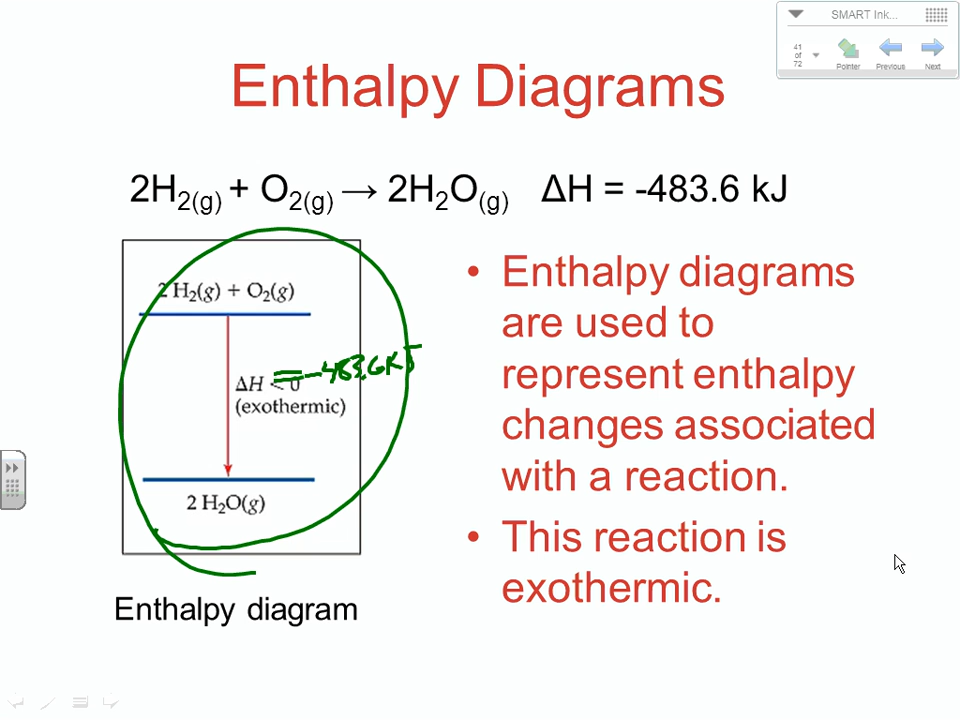 SMART Ink...
41
of
72
Pointer
Previous
Next
Enthalpy Diagrams
2H2(g) + O2(g) → 2H2O(g) ΔH = -483.6 kJ
2 H2(g) + O2(g)
ΔH < 0
= -483.6KJ
(exothermic)
2 H2O(g)
Enthalpy diagram
• Enthalpy diagrams
are used to
represent enthalpy
changes associated
with a reaction.
• This reaction is
exothermic.